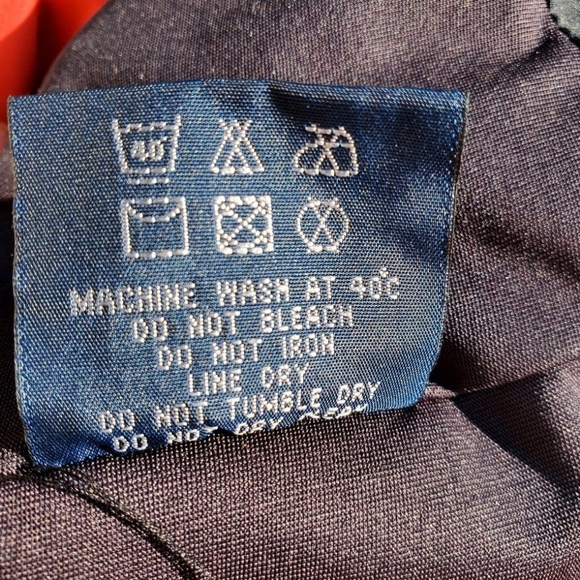 40°
MACHINE WASH AT 40°C
DO NOT BLEACH
DO NOT IRON
LINE DRY
DO NOT TUMBLE DRY
DO NOT DRY